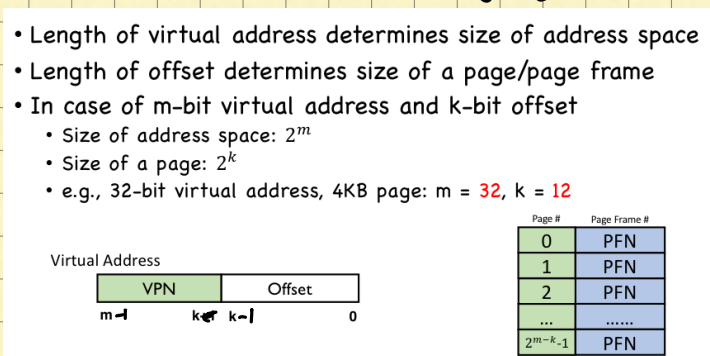 • Length of virtual address determines size of address space
• Length of offset determines size of a page/page frame
• In case of m-bit virtual address and k-bit offset
• Size of address space: 2^m
• Size of a page: 2^k
• e.g., 32-bit virtual address, 4KB page: m = 32, k = 12
Page # Page Frame #
0 PFN
1 PFN
2 PFN
... ......
2^{m-k}-1 PFN
Virtual Address
VPN Offset
m-1 k k-1 0